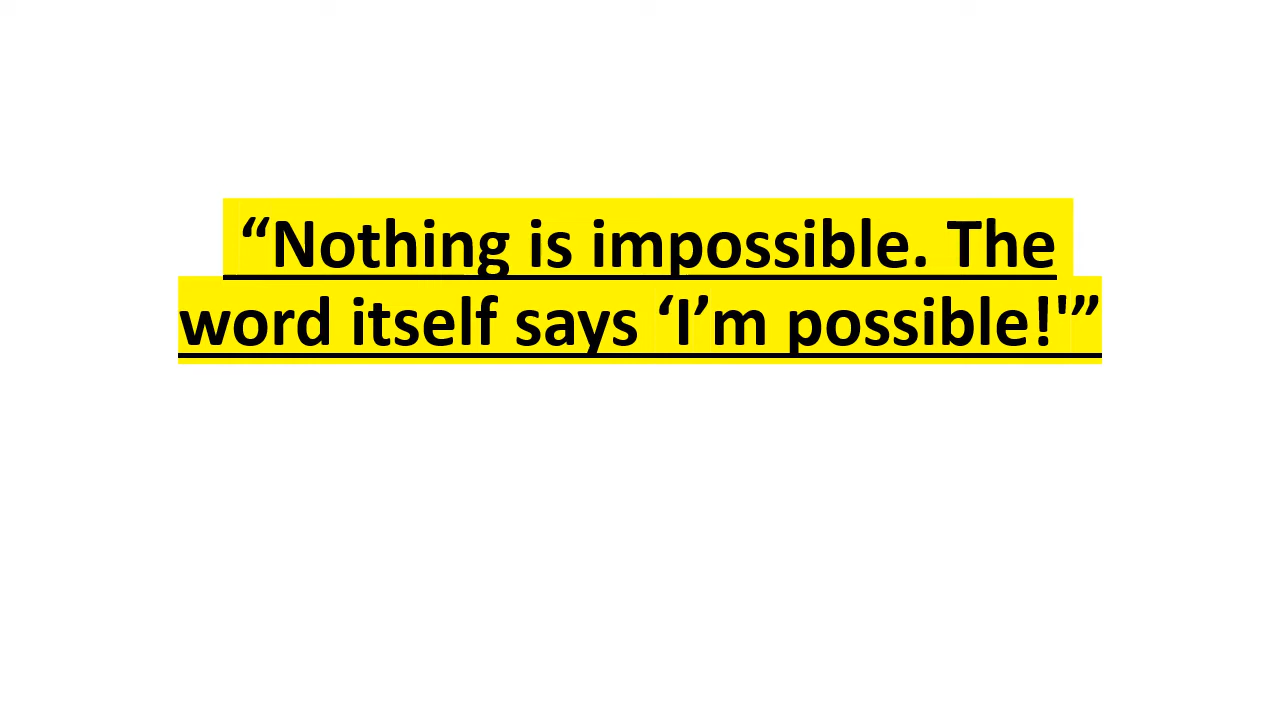 “Nothing is impossible. The
word itself says ‘I’m possible!'”